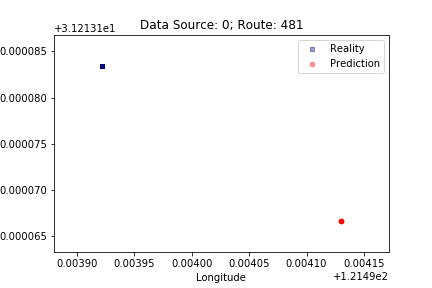 Data Source: 0; Route: 481
+3.12131e1
0.000085
0.000080
0.000075
0.000070
0.000065
Reality
Prediction
0.00390 0.00395 0.00400 0.00405 0.00410 0.00415
Longitude
+1.2149e2